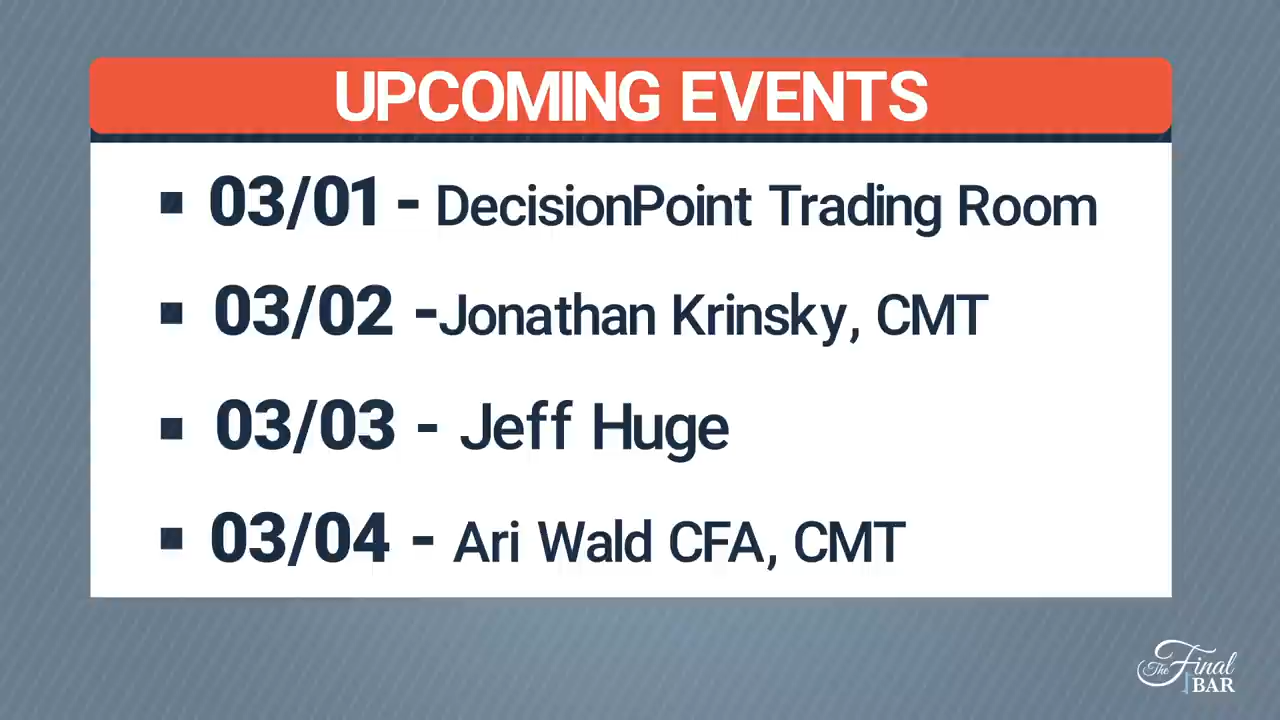 UPCOMING EVENTS
03/01 - DecisionPoint Trading Room
03/02 -Jonathan Krinsky, CMT
03/03 - Jeff Huge
03/04 - Ari Wald CFA, CMT
The Final
BAR